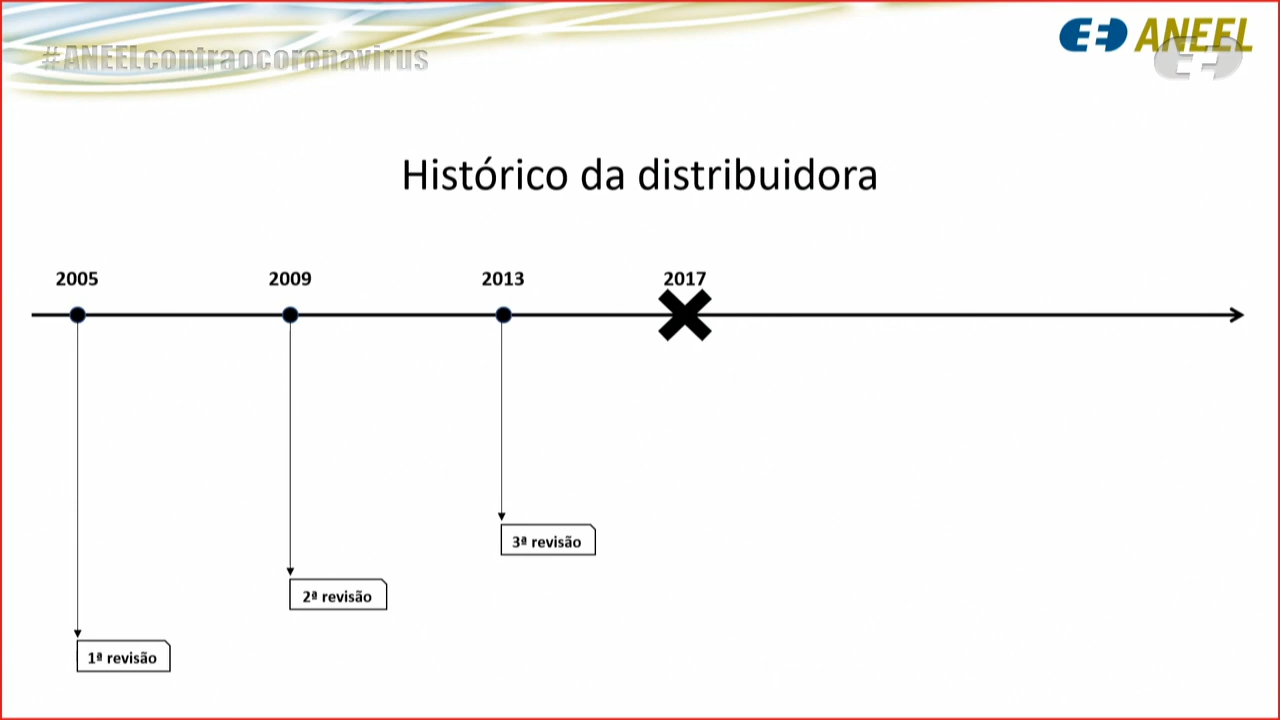 #ANEELcontraocoronavirus
ANEEL
Histórico da distribuidora
2005 2009 2013 2017
3ª revisão
2ª revisão
1ª revisão